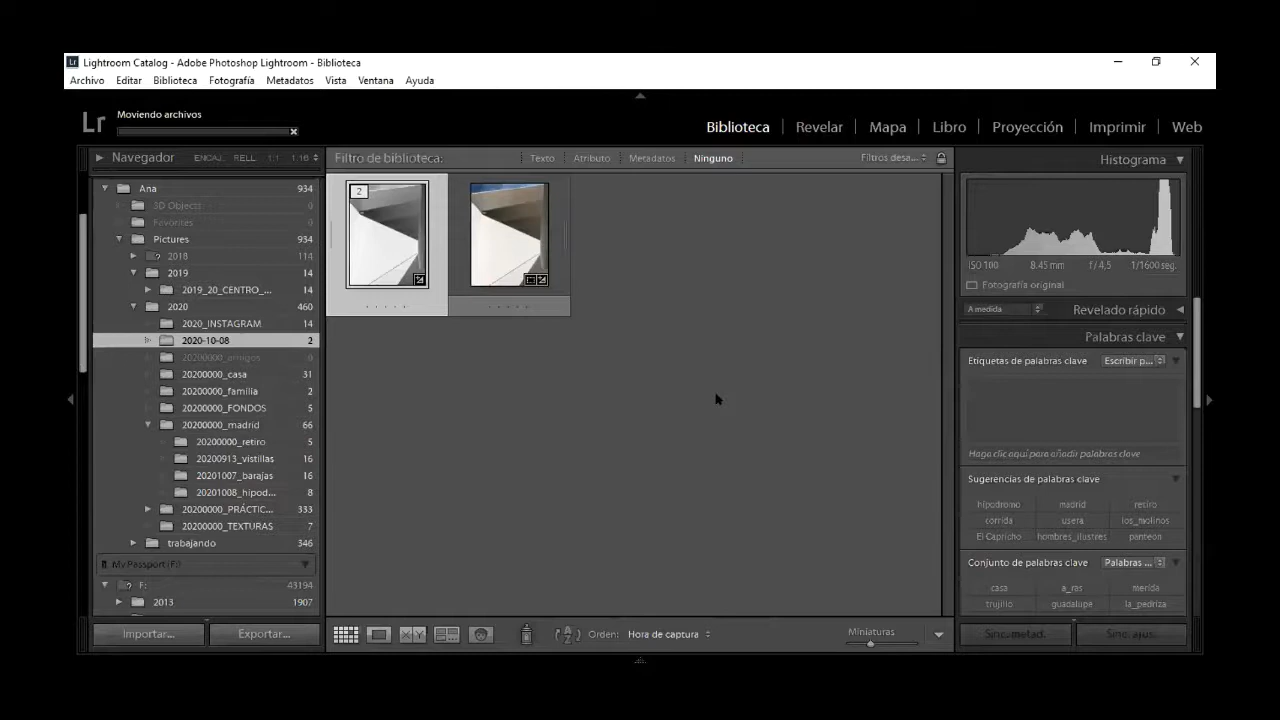 Lightroom Catalog - Adobe Photoshop Lightroom - Biblioteca
Archivo Editar Biblioteca Fotografía Metadatos Vista Ventana Ayuda
Lr Moviendo archivos
Biblioteca Revelar Mapa Libro Proyección Imprimir Web
Navegador ENCAJ... RELL. 1:1 1:16
Filtro de biblioteca: Texto Atributo Metadatos Ninguno Filtros desa...
Histograma
Ana 934
3D Objects 0
Favorites 0
Pictures 934
2018 114
2019 14
2019_20_CENTRO_... 14
2020 460
2020_INSTAGRAM 14
2020-10-08 2
20200000_amigos 0
20200000_casa 31
20200000_familia 2
20200000_FONDOS 5
20200000_madrid 66
20200000_retiro 5
20200913_vistillas 16
20201007_barajas 16
20201008_hipod... 8
20200000_PRÁCTIC... 333
20200000_TEXTURAS 7
trabajando 346
My Passport (F:)
F: 43194
2013 1907
Importar... Exportar...
2
Orden: Hora de captura
Miniaturas
ISO 100 8.45 mm f / 4,5 1/1600 seg.
Fotografía original
A medida Revelado rápido
Palabras clave
Etiquetas de palabras clave Escribir p...
Haga clic aquí para añadir palabras clave
Sugerencias de palabras clave
hipodromo madrid retiro
corrida usera los_molinos
El Capricho hombres_ilustres panteon
Conjunto de palabras clave Palabras ...
casa a_ras merida
trujillo guadalupe la_pedriza
Sinc. metad. Sinc. ajus.